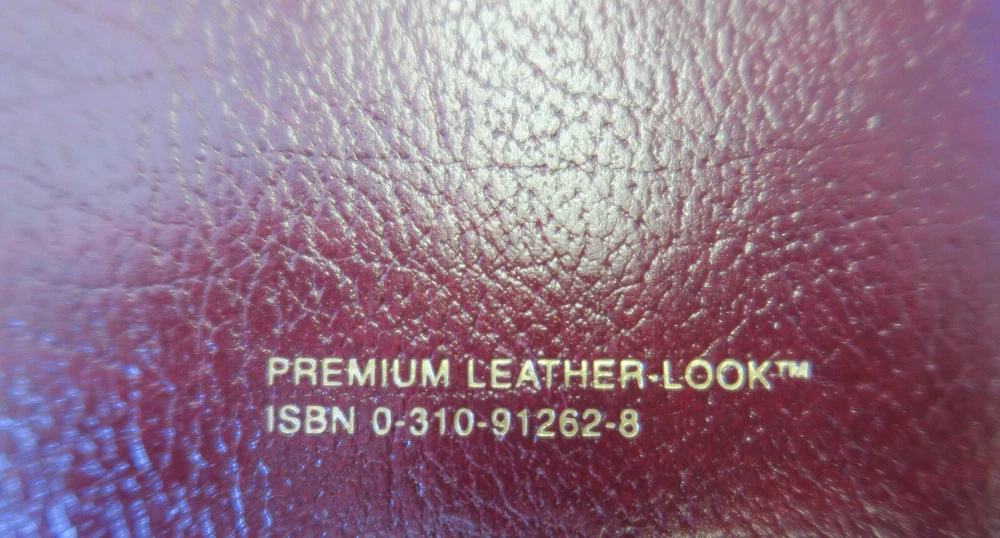 PREMIUM LEATHER-LOOK™
ISBN 0-310-91262-8